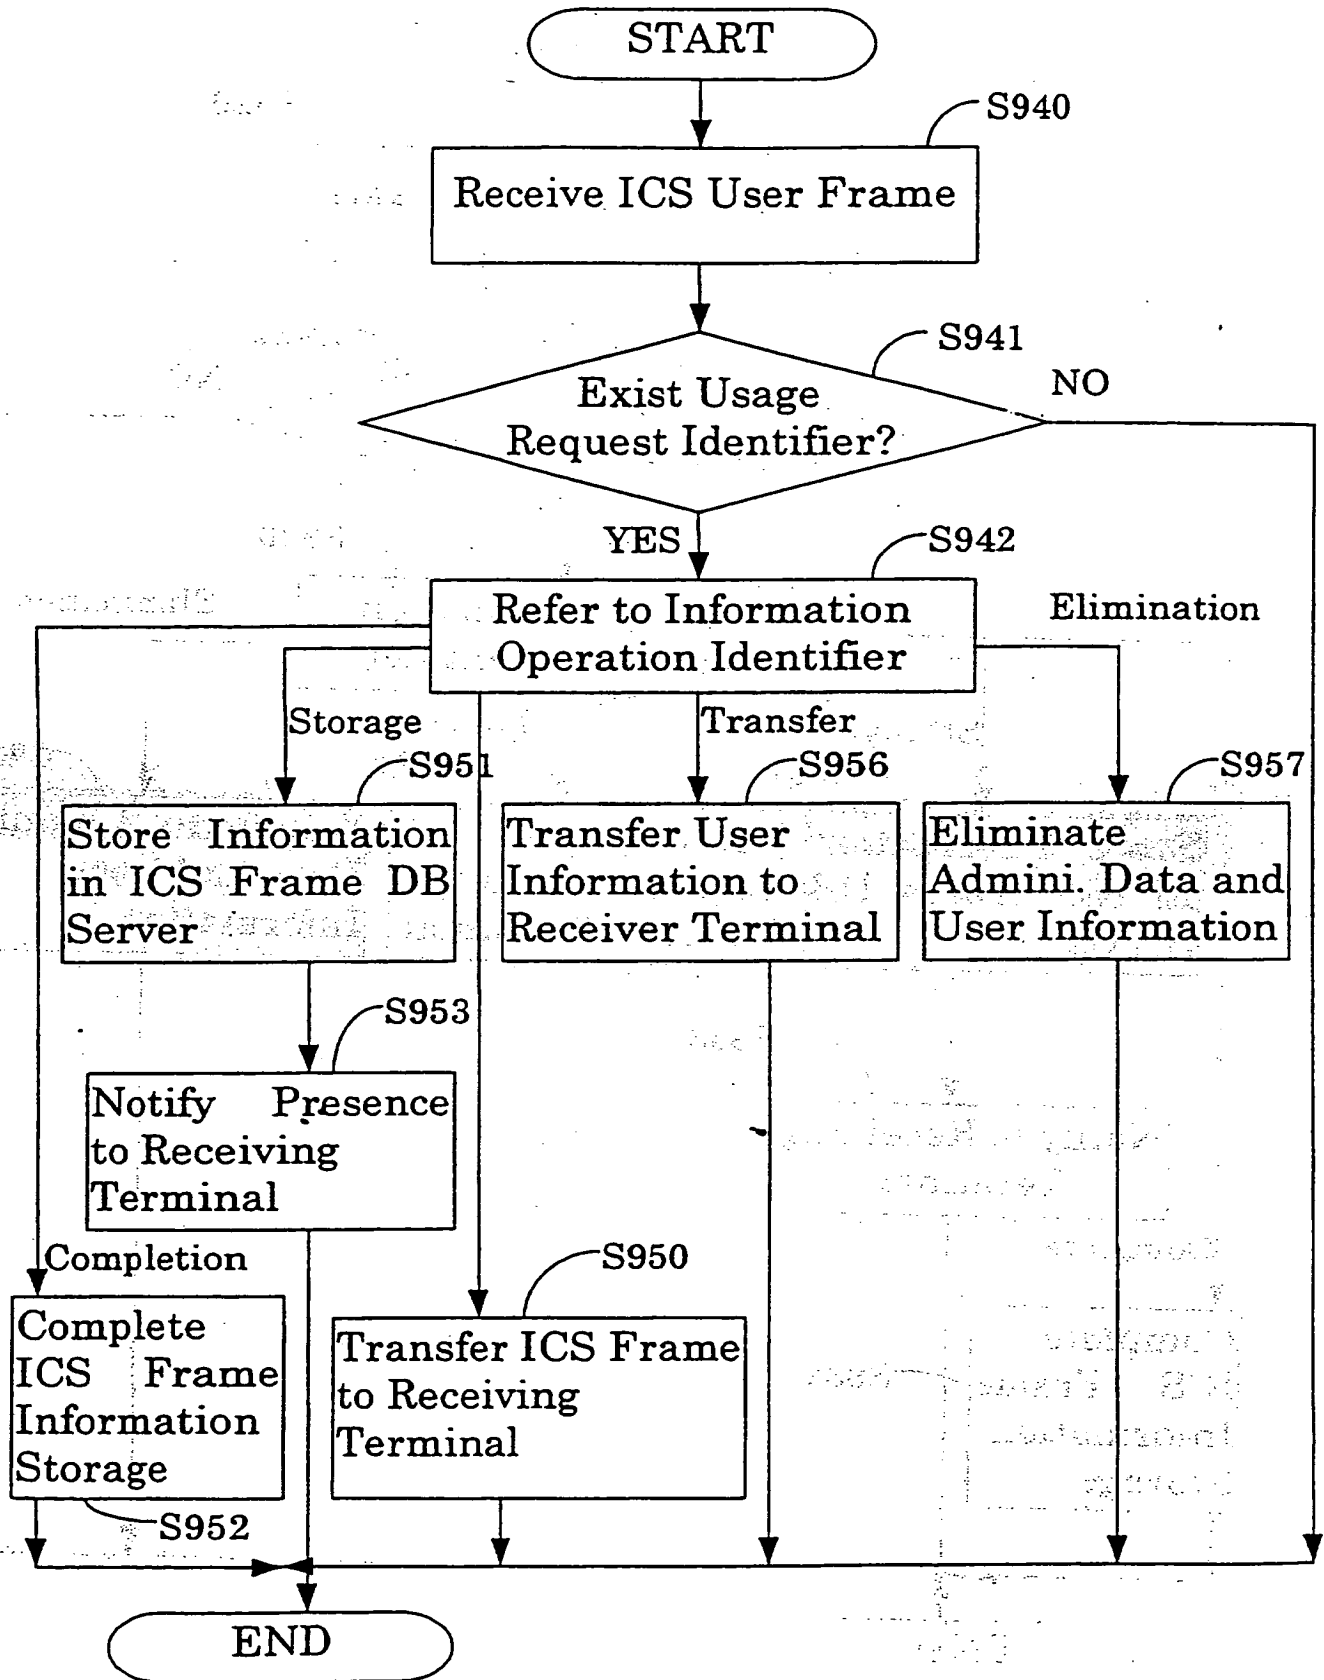 START
S940
Receive ICS User Frame
S941
NO
Exist Usage
Request Identifier?
YES
S942
Refer to Information
Operation Identifier
Elimination
Storage
Transfer
S951
S956
S957
Store Information
in ICS Frame DB
Server
Transfer User
Information to
Receiver Terminal
Eliminate
Admini. Data and
User Information
S953
Notify Presence
to Receiving
Terminal
Completion
S950
Complete
ICS Frame
Information
Storage
Transfer ICS Frame
to Receiving
Terminal
S952
END